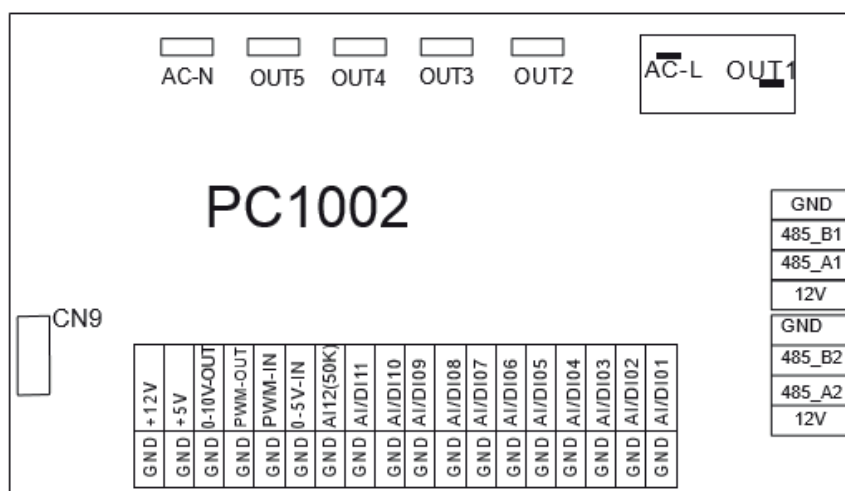 AC-N OUT5 OUT4 OUT3 OUT2 AC-L OUT1
PC1002
GND
485_B1
485_A1
12V
GND
485_B2
485_A2
12V
CN9
GND +12V
GND +5V
GND 0-10V-OUT
GND PWM-OUT
GND PWM-IN
GND 0-5V-IN
GND AI12(50K)
GND AI/DI11
GND AI/DI10
GND AI/DI09
GND AI/DI08
GND AI/DI07
GND AI/DI06
GND AI/DI05
GND AI/DI04
GND AI/DI03
GND AI/DI02
GND AI/DI01